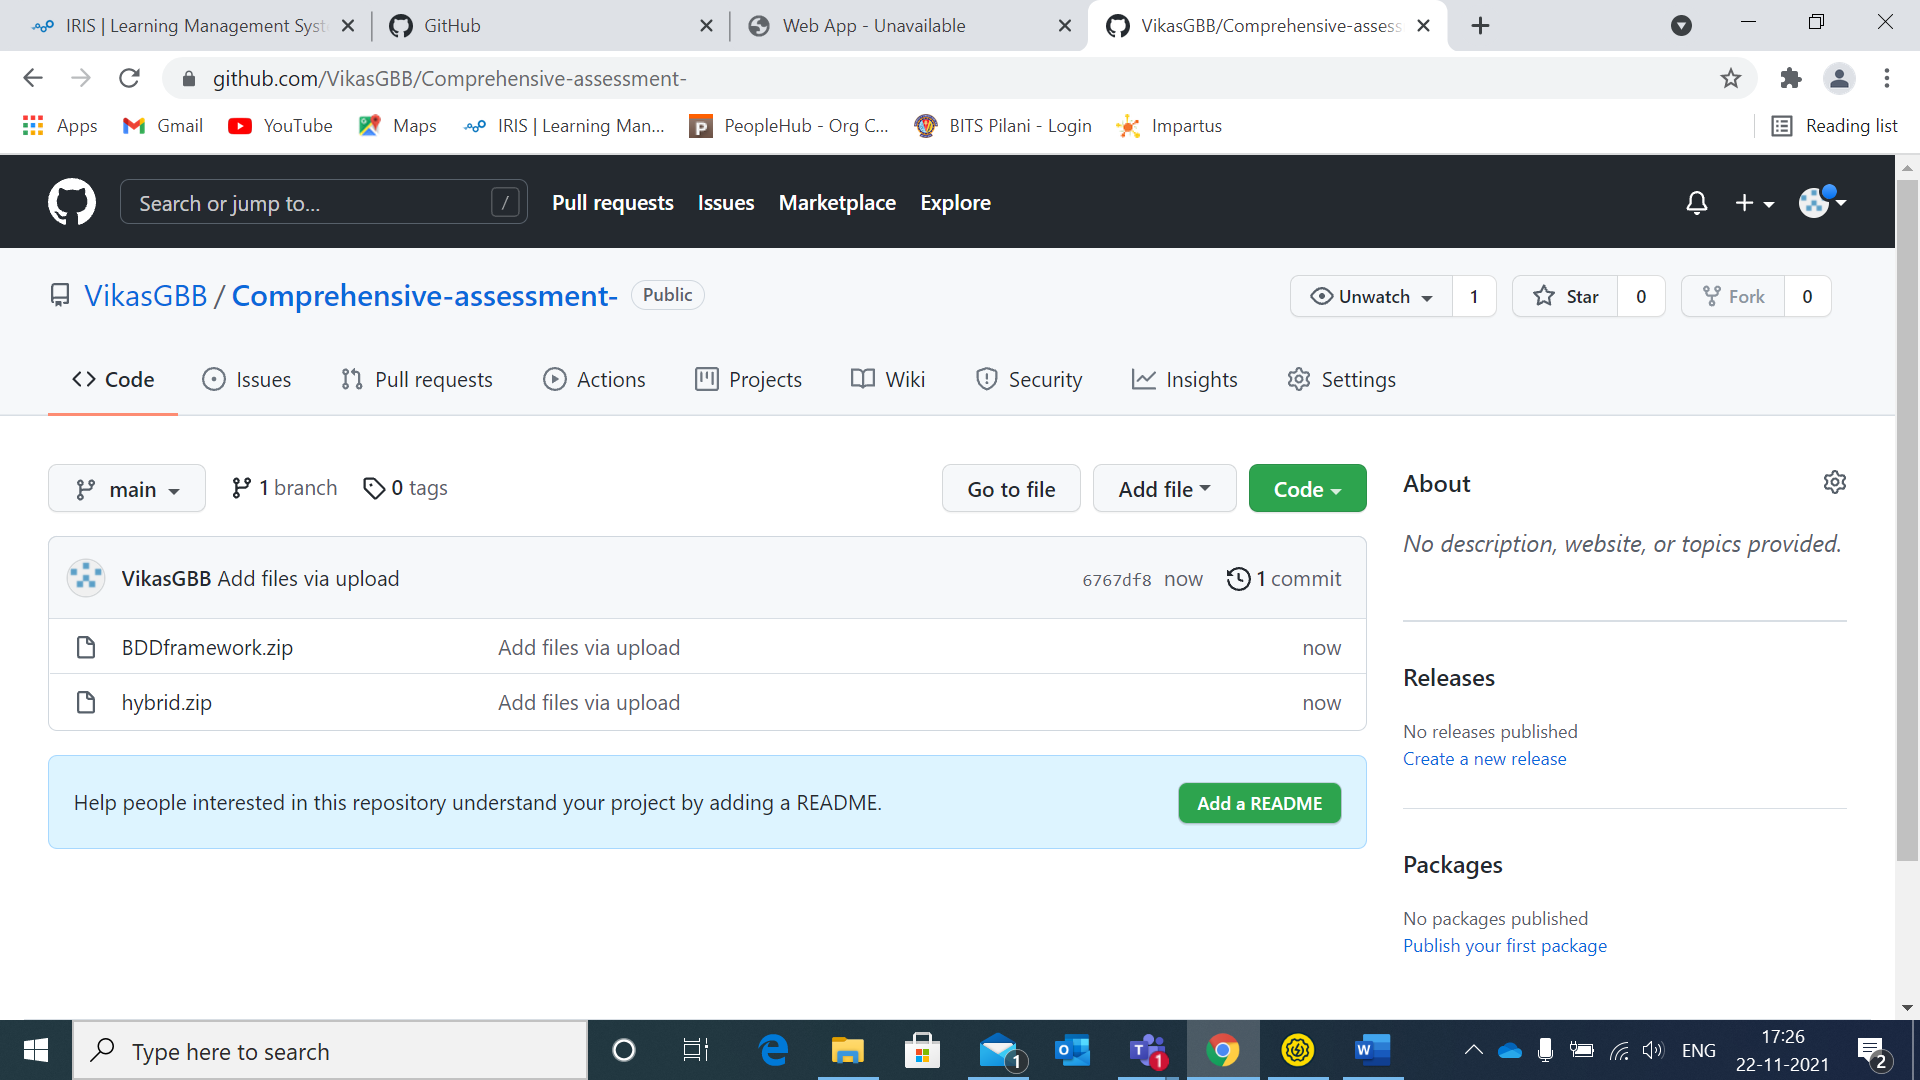 IRIS | Learning Management Syst
GitHub
Web App - Unavailable
VikasGBB/Comprehensive-assess
github.com/VikasGBB/Comprehensive-assessment-
Apps
Gmail
YouTube
Maps
IRIS | Learning Man...
PeopleHub - Org C...
BITS Pilani - Login
Impartus
Reading list
Search or jump to...
/
Pull requests
Issues
Marketplace
Explore
VikasGBB / Comprehensive-assessment-
Public
Unwatch
1
Star
0
Fork
0
Code
Issues
Pull requests
Actions
Projects
Wiki
Security
Insights
Settings
main
1 branch
0 tags
Go to file
Add file
Code
VikasGBB Add files via upload
6767df8 now
1 commit
BDDframework.zip
Add files via upload
now
hybrid.zip
Add files via upload
now
Help people interested in this repository understand your project by adding a README.
Add a README
About
No description, website, or topics provided.
Releases
No releases published
Create a new release
Packages
No packages published
Publish your first package
Type here to search
1
1
ENG
17:26
22-11-2021
2